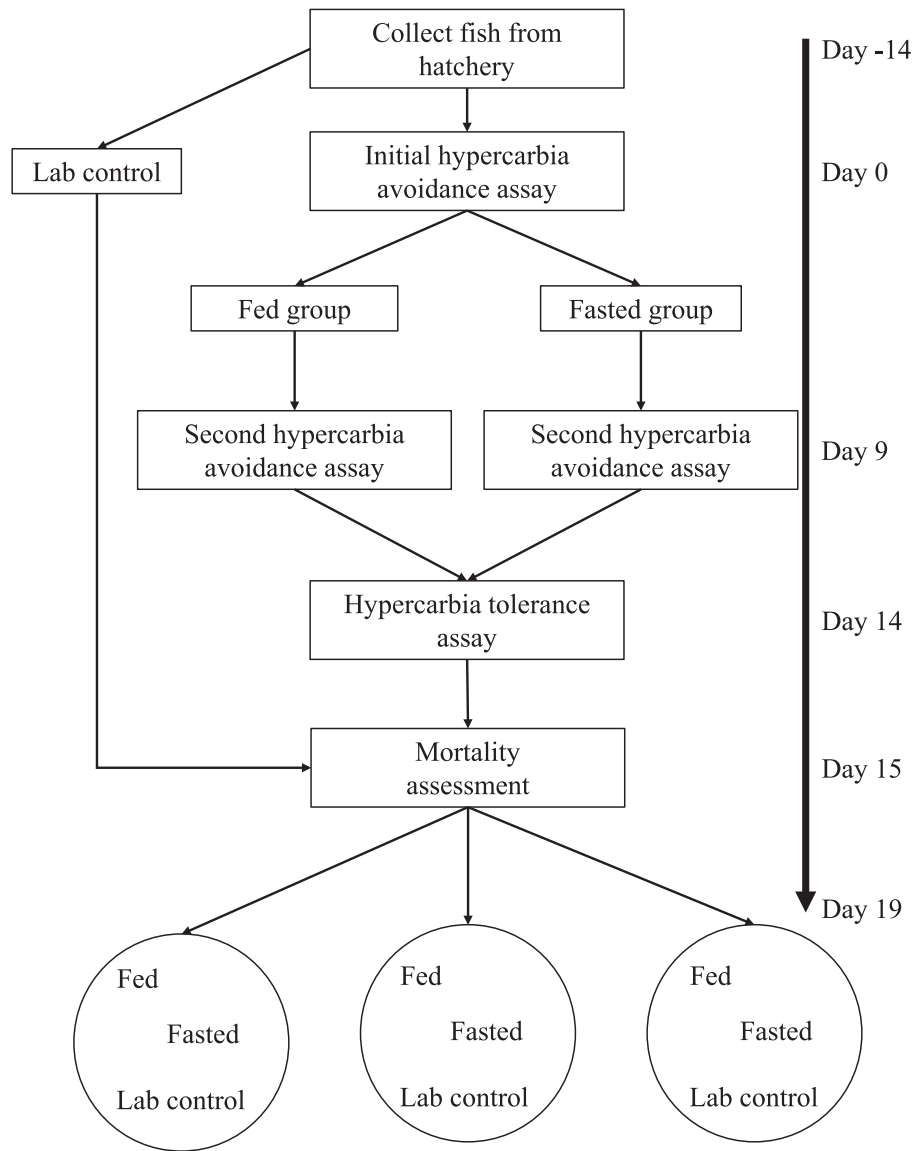 Collect fish from
hatchery
Day -14
Lab control
Initial hypercarbia
avoidance assay
Day 0
Fed group
Fasted group
Second hypercarbia
avoidance assay
Second hypercarbia
avoidance assay
Day 9
Hypercarbia tolerance
assay
Day 14
Mortality
assessment
Day 15
Day 19
Fed
Fasted
Lab control
Fed
Fasted
Lab control
Fed
Fasted
Lab control